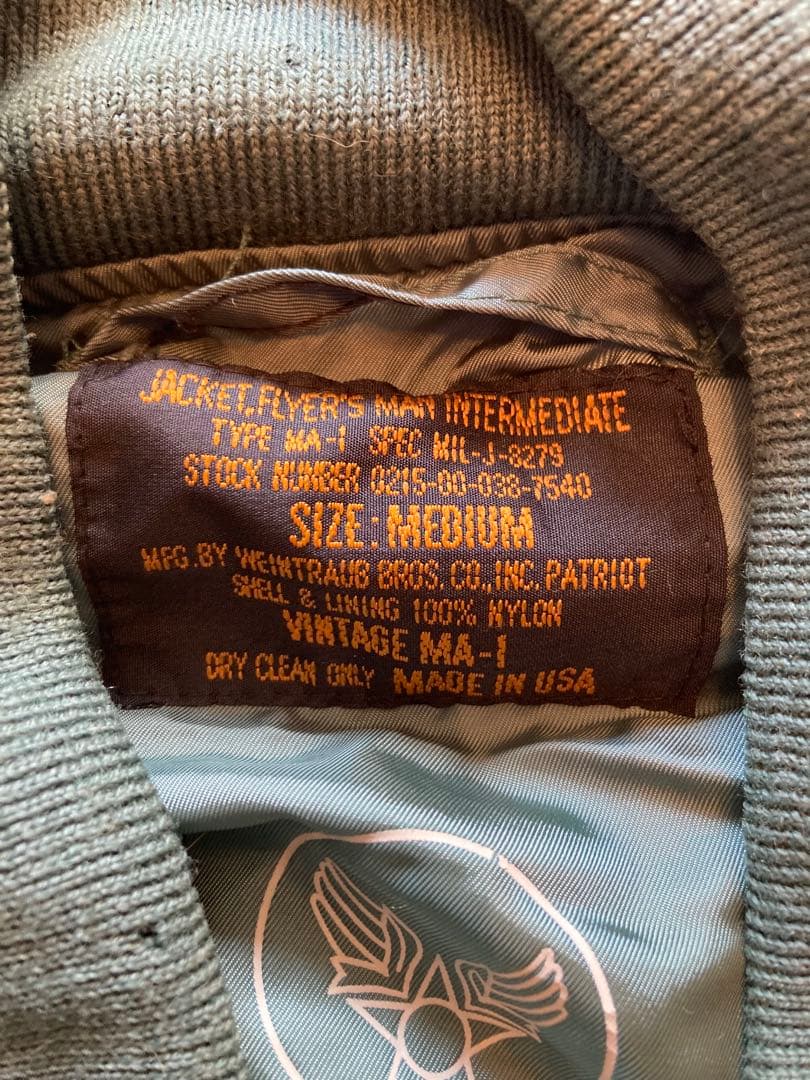 JACKET,FLYER'S MAN INTERMEDIATE
TYPE MA-1 SPEC MIL-J-8279
STOCK NUMBER 0215-00-038-7540
SIZE: MEDIUM
MFG.BY WEINTRAUB BROS. CO.,INC. PATRIOT
SHELL & LINING 100% NYLON
VINTAGE MA-1
DRY CLEAN ONLY MADE IN USA